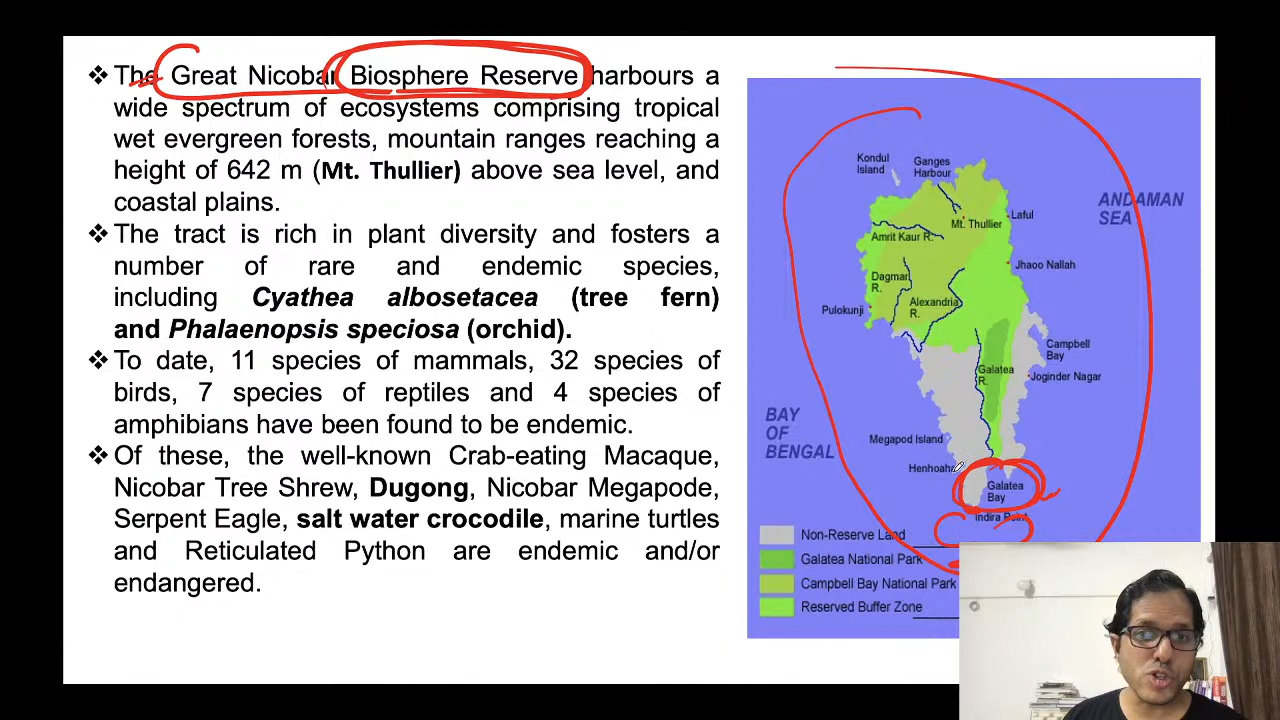 ❖ The Great Nicobar Biosphere Reserve harbours a
wide spectrum of ecosystems comprising tropical
wet evergreen forests, mountain ranges reaching a
height of 642 m (Mt. Thullier) above sea level, and
coastal plains.
❖ The tract is rich in plant diversity and fosters a
number of rare and endemic species,
including Cyathea albosetacea (tree fern)
and Phalaenopsis speciosa (orchid).
❖ To date, 11 species of mammals, 32 species of
birds, 7 species of reptiles and 4 species of
amphibians have been found to be endemic.
❖ Of these, the well-known Crab-eating Macaque,
Nicobar Tree Shrew, Dugong, Nicobar Megapode,
Serpent Eagle, salt water crocodile, marine turtles
and Reticulated Python are endemic and/or
endangered.
Kondul
Island
Ganges
Harbour
ANDAMAN
SEA
Laful
Mt. Thullier
Amrit Kaur R.
Jhaoo Nallah
Dagmar
R.
Alexandria
R.
Pulokunji
Campbell
Bay
Galatea
R.
Joginder Nagar
BAY
OF
BENGAL
Megapod Island
Henhoaha
Galatea
Bay
Indira Point
Non-Reserve Land
Galatea National Park
Campbell Bay National Park
Reserved Buffer Zone